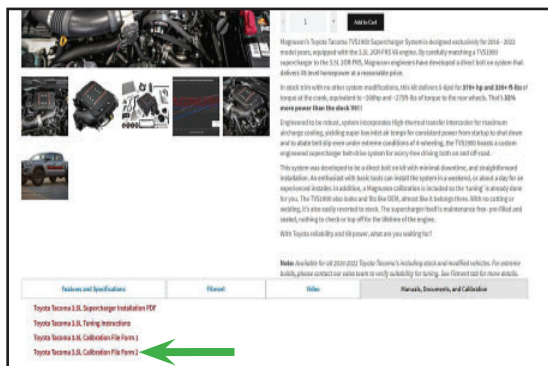 1
Add to Cart
Magnuson's Toyota Tacoma TVS1900 Supercharger System is designed exclusively for 2016 - 2022
model years, equipped with the 3.5L 2GR-FKS V6 engine. By carefully matching a TVS1900
supercharger to the 3.5L 2GR FKS, Magnuson engineers have developed a direct bolt on system that
delivers V8 level horsepower at a reasonable price.
In stock trim with no other system modifications, this kit delivers 5-6psi for
torque at the crank, equivalent to ~300hp and ~275ft-lbs of torque to the rear wheels. That's
more power than the stock V6!!
Engineered to be robust, system incorporates High-thermal transfer intercooler for maximum
aircharge cooling, yielding super low inlet air temps for consistent power from startup to shut down
and to abate belt slip even under extreme conditions of 4-wheeling, the TVS1900 boasts a custom
engineered supercharger belt-drive system for worry-free driving both on and off-road.
This system was developed to be a direct bolt on kit with minimal downtime, and straightforward
installation. An enthusiast with basic tools can install the system in a weekend, or about a day for an
experienced installer. In addition, a Magnuson calibration is included so the 'tuning' is already done
for you. The TVS1900 also looks and fits like OEM, almost like it belongs there. With no cutting or
welding, it's also easily reverted to stock. The supercharger itself is maintenance free- pre-filled and
sealed, nothing to check or top off for the lifetime of the engine.
With Toyota reliability and V8 power, what are you waiting for?
Note: Available for all 2016-2022 Toyota Tacoma's including stock and modified vehicles. For extreme
builds, please contact our sales team to verify suitability for tuning. See Fitment tab for more details.
Features and Specifications
Fitment
Video
Manuals, Documents, and Calibration
Toyota Tacoma 3.5L Supercharger Installation PDF
Toyota Tacoma 3.5L Tuning Instructions
Toyota Tacoma 3.5L Calibration File Form 1
Toyota Tacoma 3.5L Calibration File Form 2